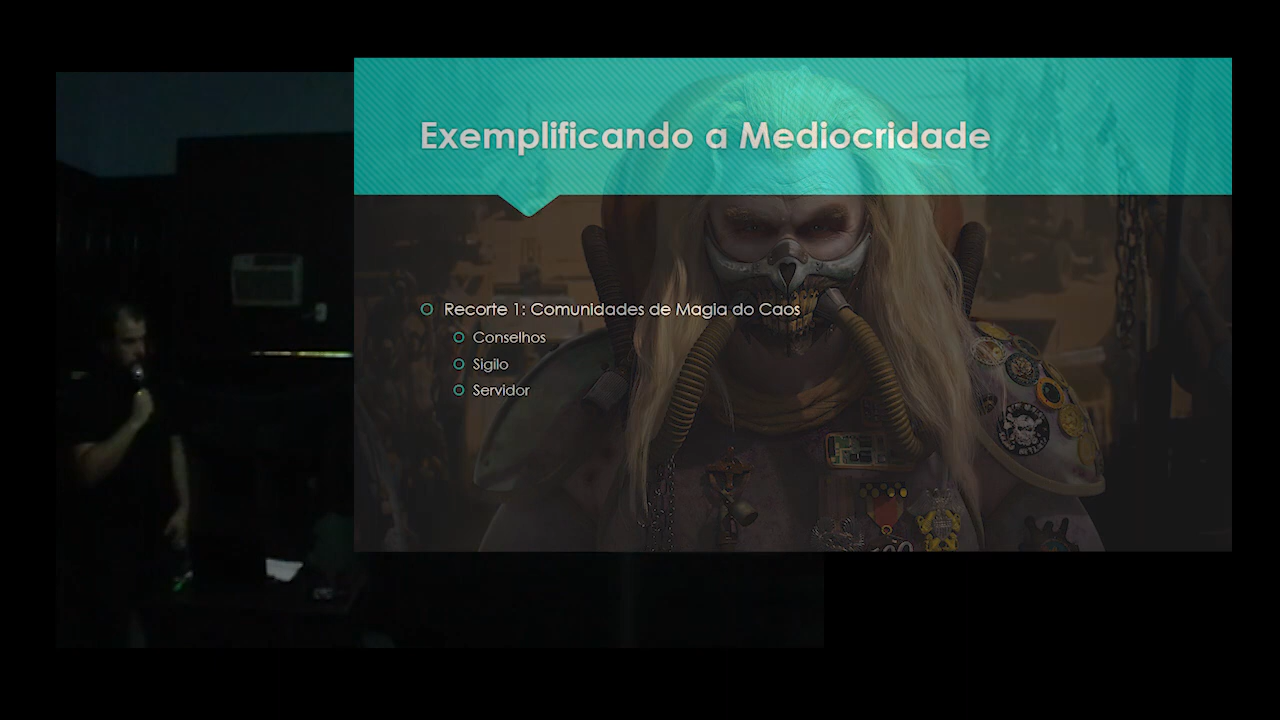 Exemplificando a Mediocridade
Recorte 1: Comunidades de Magia do Caos
Conselhos
Sigilo
Servidor